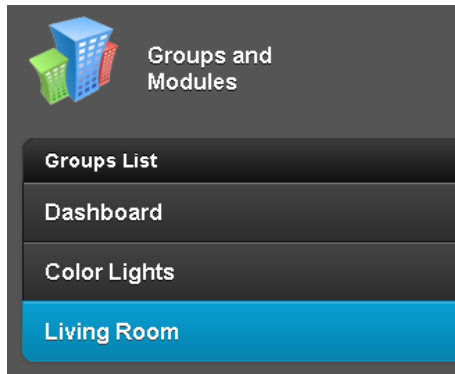 Groups and
Modules
Groups List
Dashboard
Color Lights
Living Room